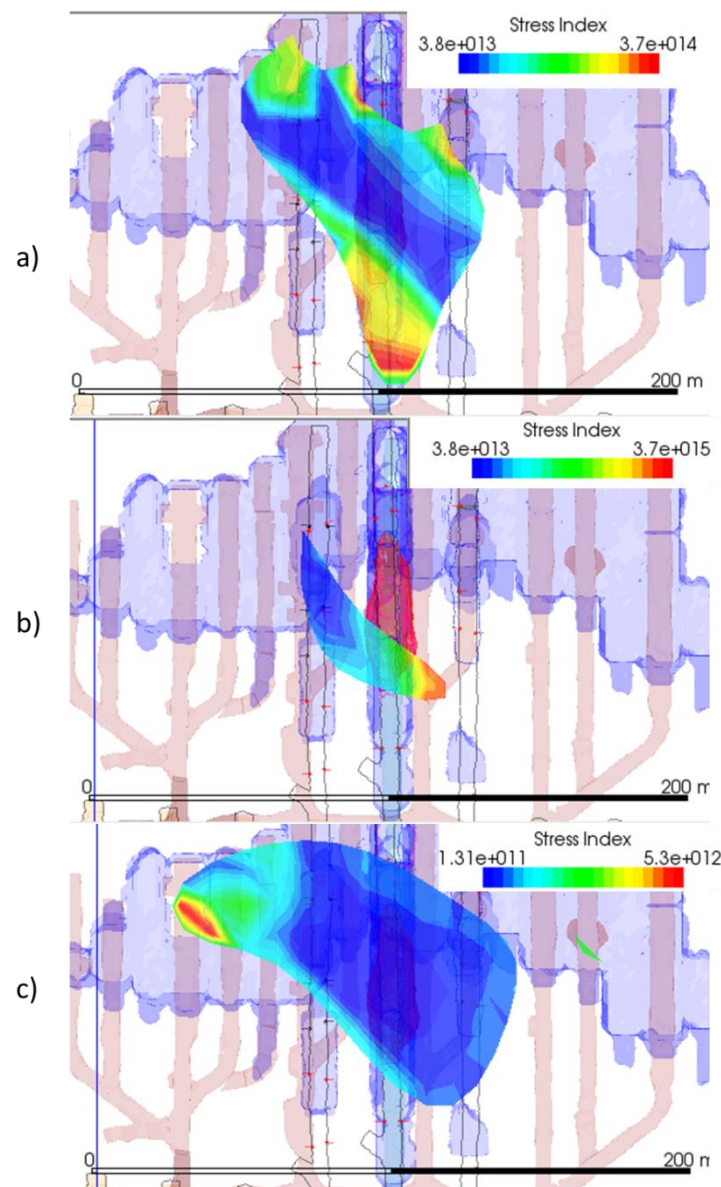 Stress Index
3.8e+013 3.7e+014
a)
0 200 m
Stress Index
3.8e+013 3.7e+015
b)
0 200 m
Stress Index
1.31e+011 5.3e+012
c)
0 200 m